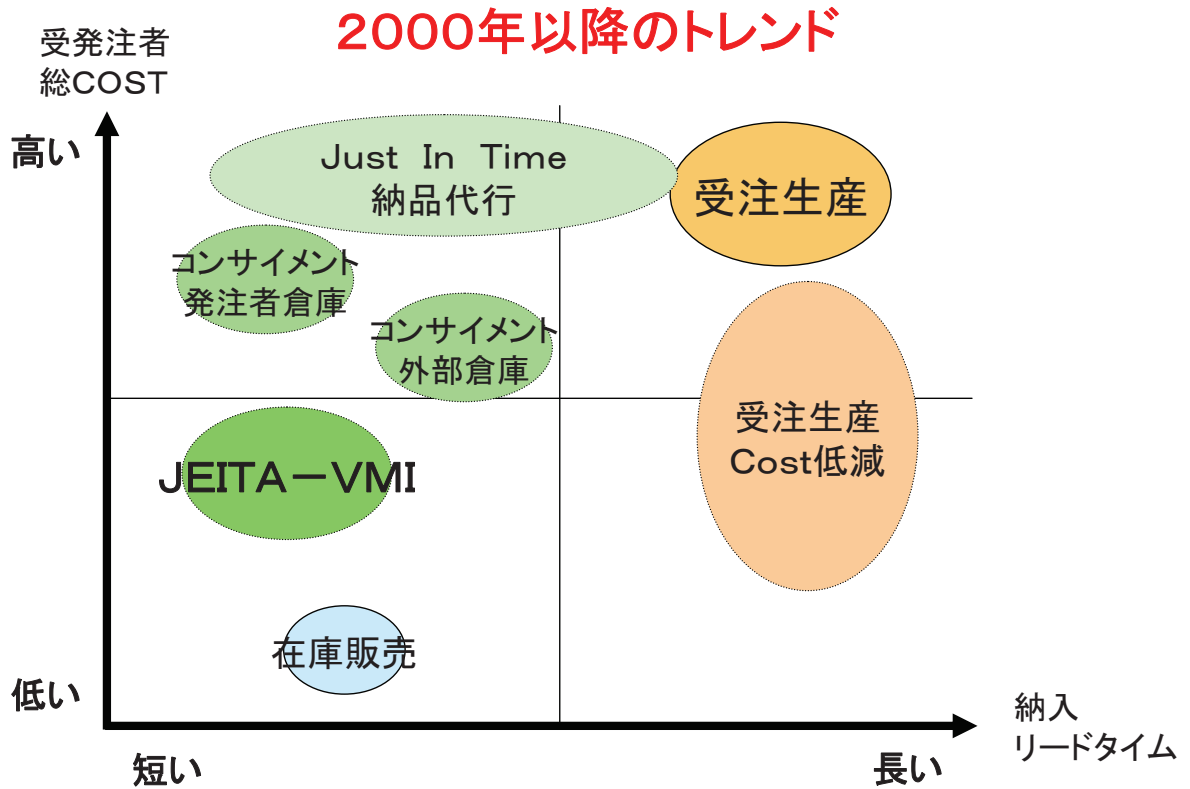 2000年以降のトレンド
受発注者
総COST
高い
Just In Time
納品代行
受注生産
コンサイメント
発注者倉庫
コンサイメント
外部倉庫
受注生産
Cost低減
JEITA－VMI
在庫販売
低い
納入
リードタイム
短い
長い